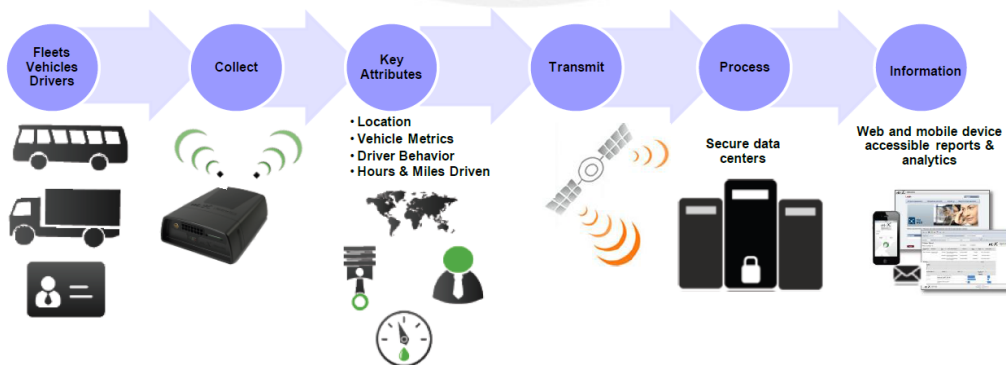 Fleets
Vehicles
Drivers
Collect
Key
Attributes
Transmit
Process
Information
• Location
• Vehicle Metrics
• Driver Behavior
• Hours & Miles Driven
Secure data
centers
Web and mobile device
accessible reports &
analytics